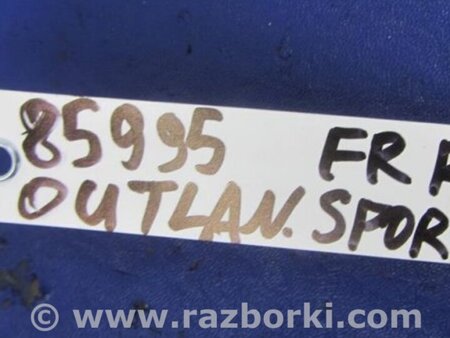 85995 FR
OUTLAN. SPOR
© www.razborki.com